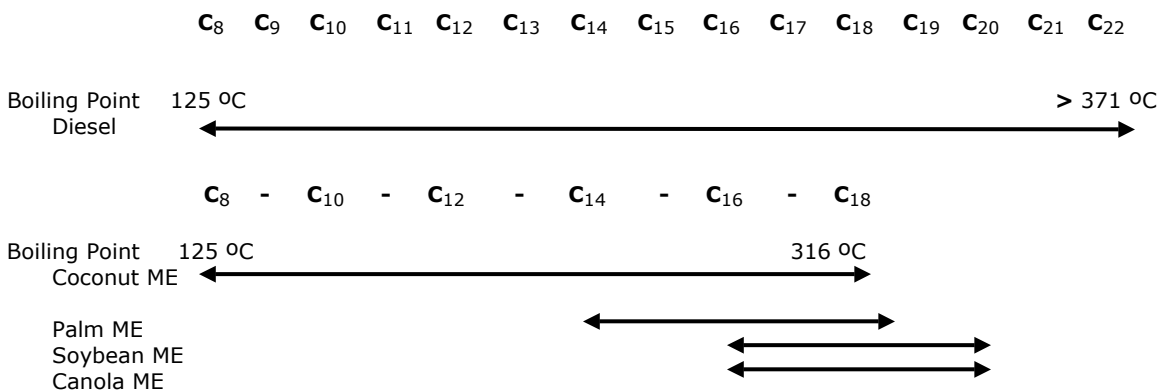 C₈ C₉ C₁₀ C₁₁ C₁₂ C₁₃ C₁₄ C₁₅ C₁₆ C₁₇ C₁₈ C₁₉ C₂₀ C₂₁ C₂₂
Boiling Point 125 ºC > 371 ºC
Diesel
C₈ - C₁₀ - C₁₂ - C₁₄ - C₁₆ - C₁₈
Boiling Point 125 ºC 316 ºC
Coconut ME
Palm ME
Soybean ME
Canola ME